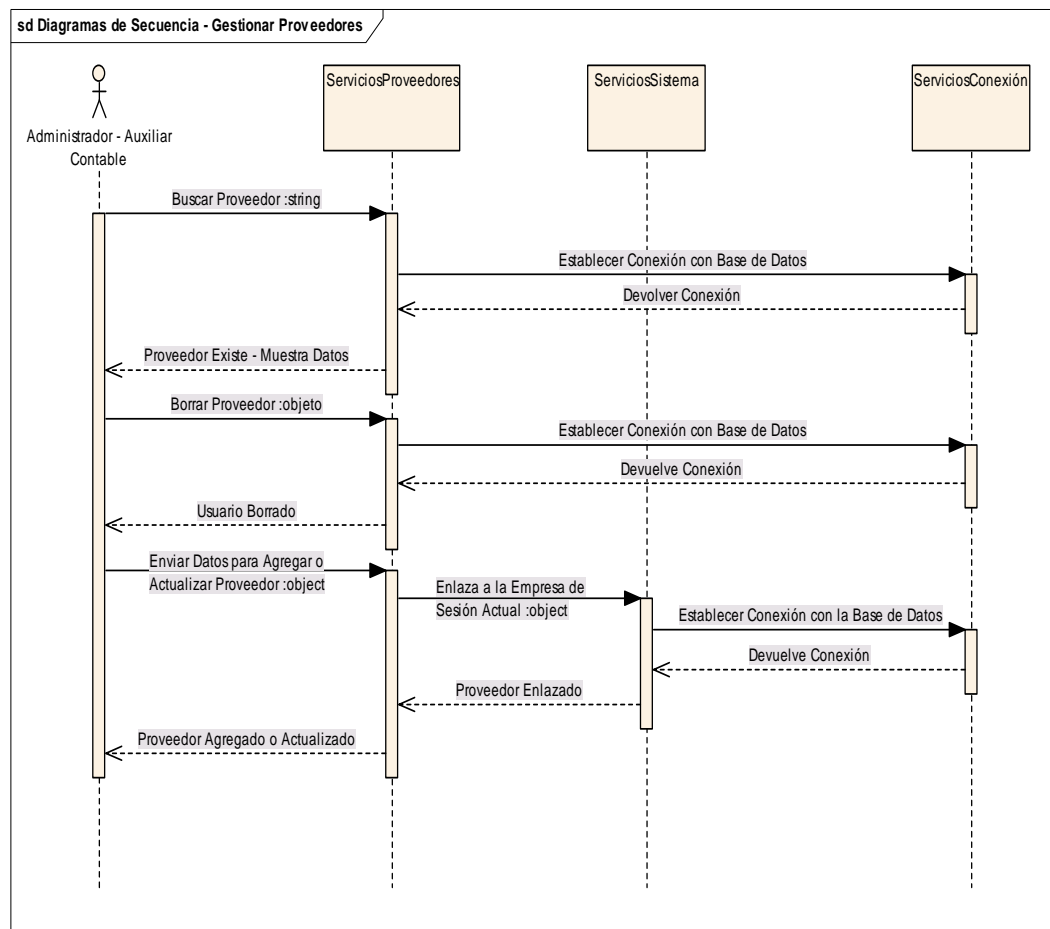 sd Diagramas de Secuencia - Gestionar Proveedores
Administrador - Auxiliar
Contable
ServiciosProveedores
ServiciosSistema
ServiciosConexión
Buscar Proveedor :string
Establecer Conexión con Base de Datos
Devolver Conexión
Proveedor Existe - Muestra Datos
Borrar Proveedor :objeto
Establecer Conexión con Base de Datos
Devuelve Conexión
Usuario Borrado
Enviar Datos para Agregar o
Actualizar Proveedor :object
Enlaza a la Empresa de
Sesión Actual :object
Establecer Conexión con la Base de Datos
Devuelve Conexión
Proveedor Enlazado
Proveedor Agregado o Actualizado